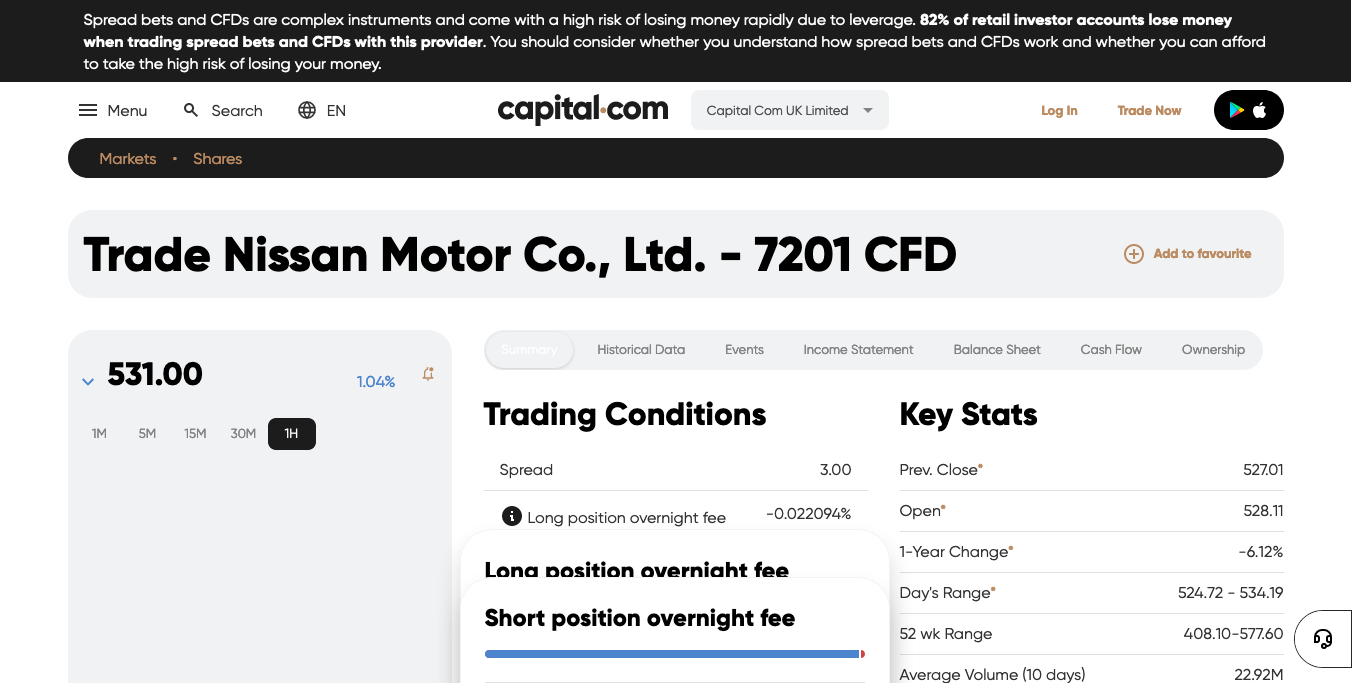 Spread bets and CFDs are complex instruments and come with a high risk of losing money rapidly due to leverage. 82% of retail investor accounts lose money
when trading spread bets and CFDs with this provider. You should consider whether you understand how spread bets and CFDs work and whether you can afford
to take the high risk of losing your money.
Menu Search EN capital.com Capital Com UK Limited Log In Trade Now
Markets • Shares
Trade Nissan Motor Co., Ltd. - 7201 CFD Add to favourite
531.00 1.04%
1M 5M 15M 30M 1H
Summary Historical Data Events Income Statement Balance Sheet Cash Flow Ownership
Trading Conditions
Spread 3.00
Long position overnight fee -0.022094%
Long position overnight fee
Short position overnight fee
Key Stats
Prev. Close* 527.01
Open* 528.11
1-Year Change* -6.12%
Day's Range* 524.72 - 534.19
52 wk Range 408.10-577.60
Average Volume (10 days) 22.92M